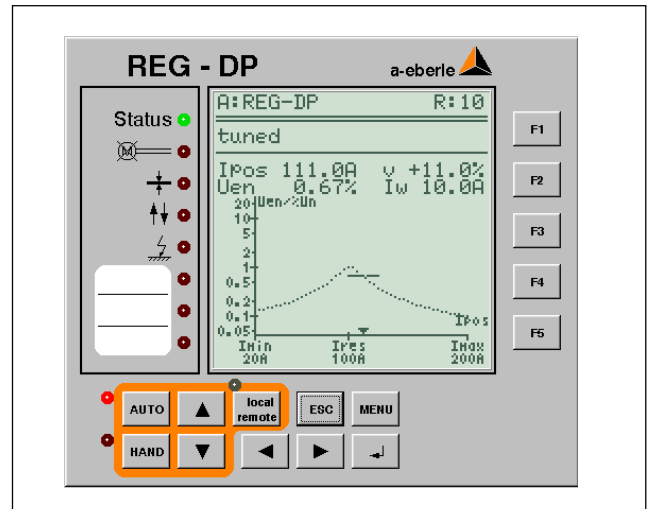 REG - DP
a-eberle
Status
M
A:REG-DP R:10
tuned
Ipos 111.0A v +11.0%
Uen 0.67% Iw 10.0A
20 Uen/%Un
10
5
2
1
0.5
0.2
0.1
0.05
Ipos
Imin Ires Imax
20A 100A 200A
F1
F2
F3
F4
F5
AUTO
local
remote
ESC
MENU
HAND